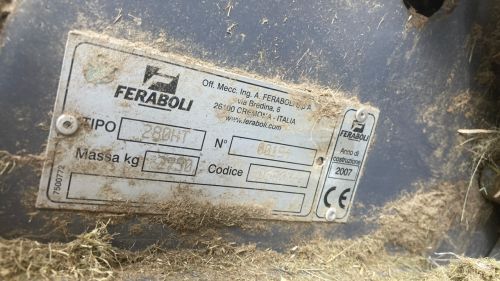 FERABOLI
Off. Mecc. Ing. A. FERABOLI S.p.A.
via Bredina, 6
26100 CREMONA - ITALIA
www.feraboli.com
TIPO 280HT N°
Massa kg Codice
FERABOLI
Anno di
costruzione
2007
CE